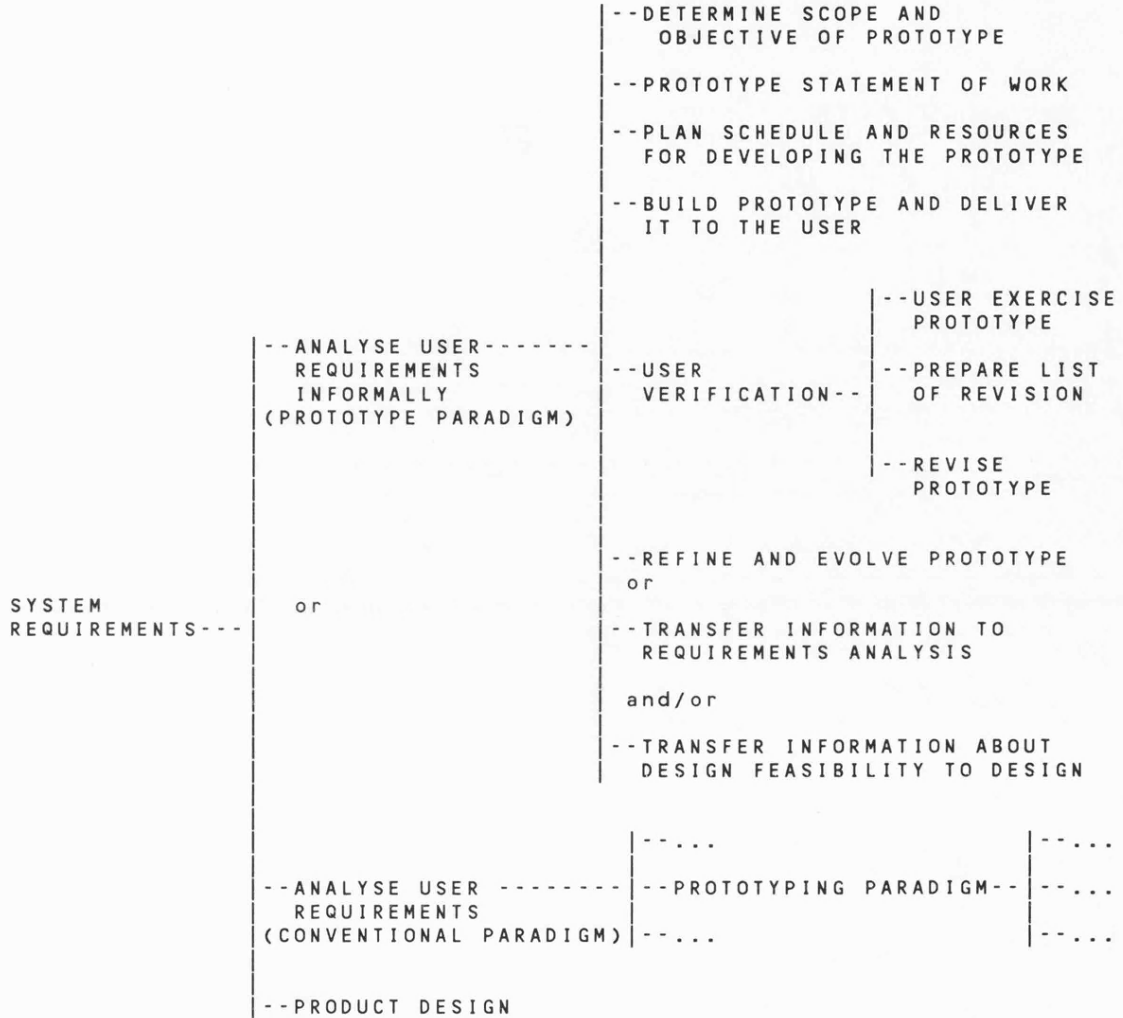 --DETERMINE SCOPE AND
OBJECTIVE OF PROTOTYPE
--PROTOTYPE STATEMENT OF WORK
--PLAN SCHEDULE AND RESOURCES
FOR DEVELOPING THE PROTOTYPE
--BUILD PROTOTYPE AND DELIVER
IT TO THE USER
--USER EXERCISE
PROTOTYPE
--ANALYSE USER-------
REQUIREMENTS
INFORMALLY
(PROTOTYPE PARADIGM)
--USER
VERIFICATION--
--PREPARE LIST
OF REVISION
--REVISE
PROTOTYPE
--REFINE AND EVOLVE PROTOTYPE
or
SYSTEM
REQUIREMENTS---
or
--TRANSFER INFORMATION TO
REQUIREMENTS ANALYSIS
and/or
--TRANSFER INFORMATION ABOUT
DESIGN FEASIBILITY TO DESIGN
--... --...
--ANALYSE USER -------- --PROTOTYPING PARADIGM-- --...
REQUIREMENTS
(CONVENTIONAL PARADIGM) --... --...
--PRODUCT DESIGN